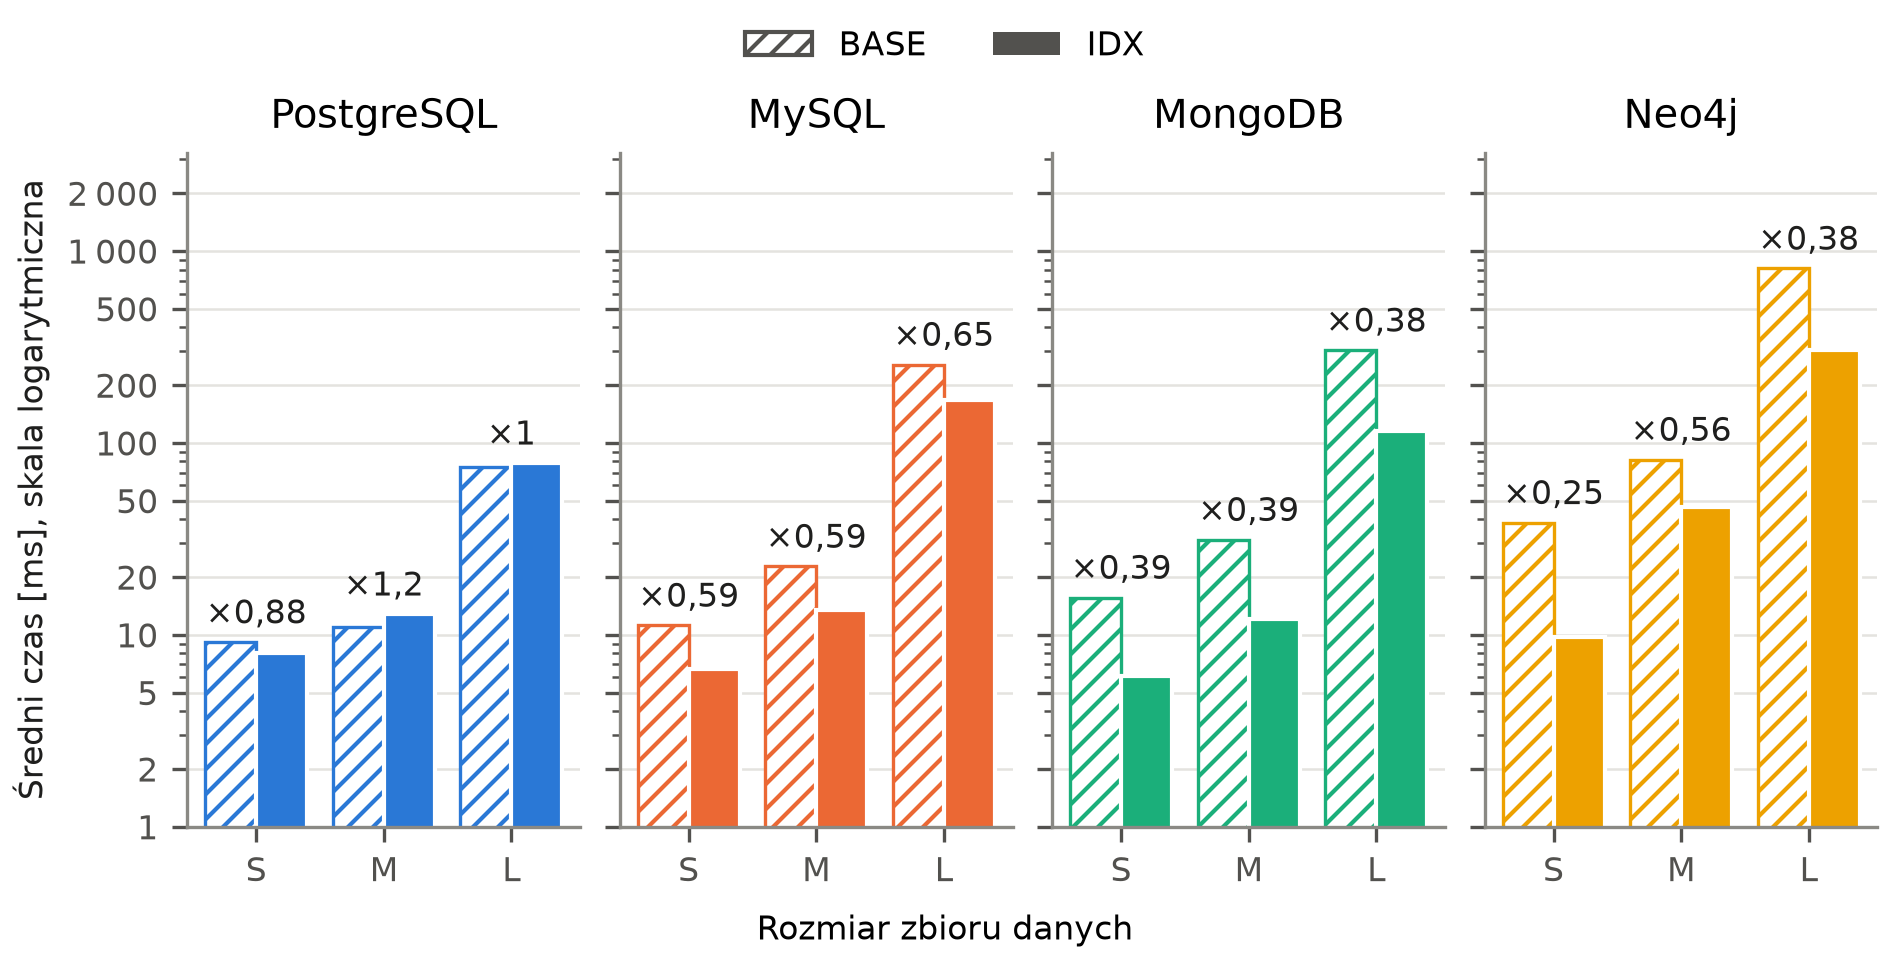 BASE IDX
PostgreSQL MySQL MongoDB Neo4j
Średni czas [ms], skala logarytmiczna
2 000
1 000
500
200
100
50
20
10
5
2
1
×0,88 ×1,2 ×1
×0,59 ×0,59 ×0,65
×0,39 ×0,39 ×0,38
×0,25 ×0,56 ×0,38
S M L S M L S M L S M L
Rozmiar zbioru danych